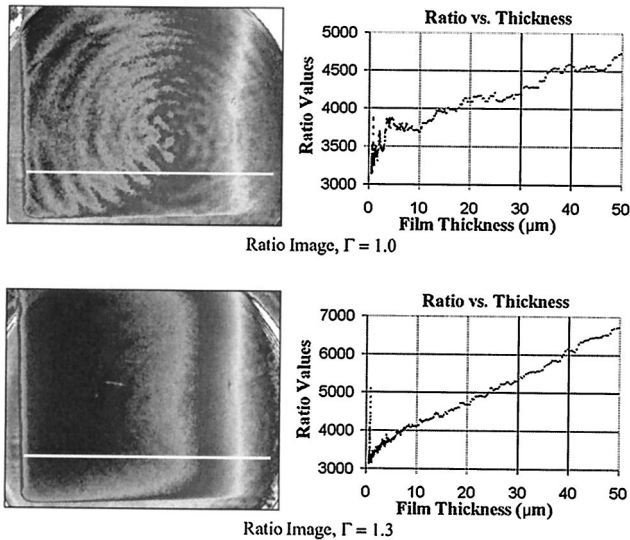 Ratio vs. Thickness
5000
4500
4000
3500
3000
Ratio Values
0 10 20 30 40 50
Film Thickness (µm)
Ratio Image, Γ = 1.0
Ratio vs. Thickness
7000
6000
5000
4000
3000
Ratio Values
0 10 20 30 40 50
Film Thickness (µm)
Ratio Image, Γ = 1.3